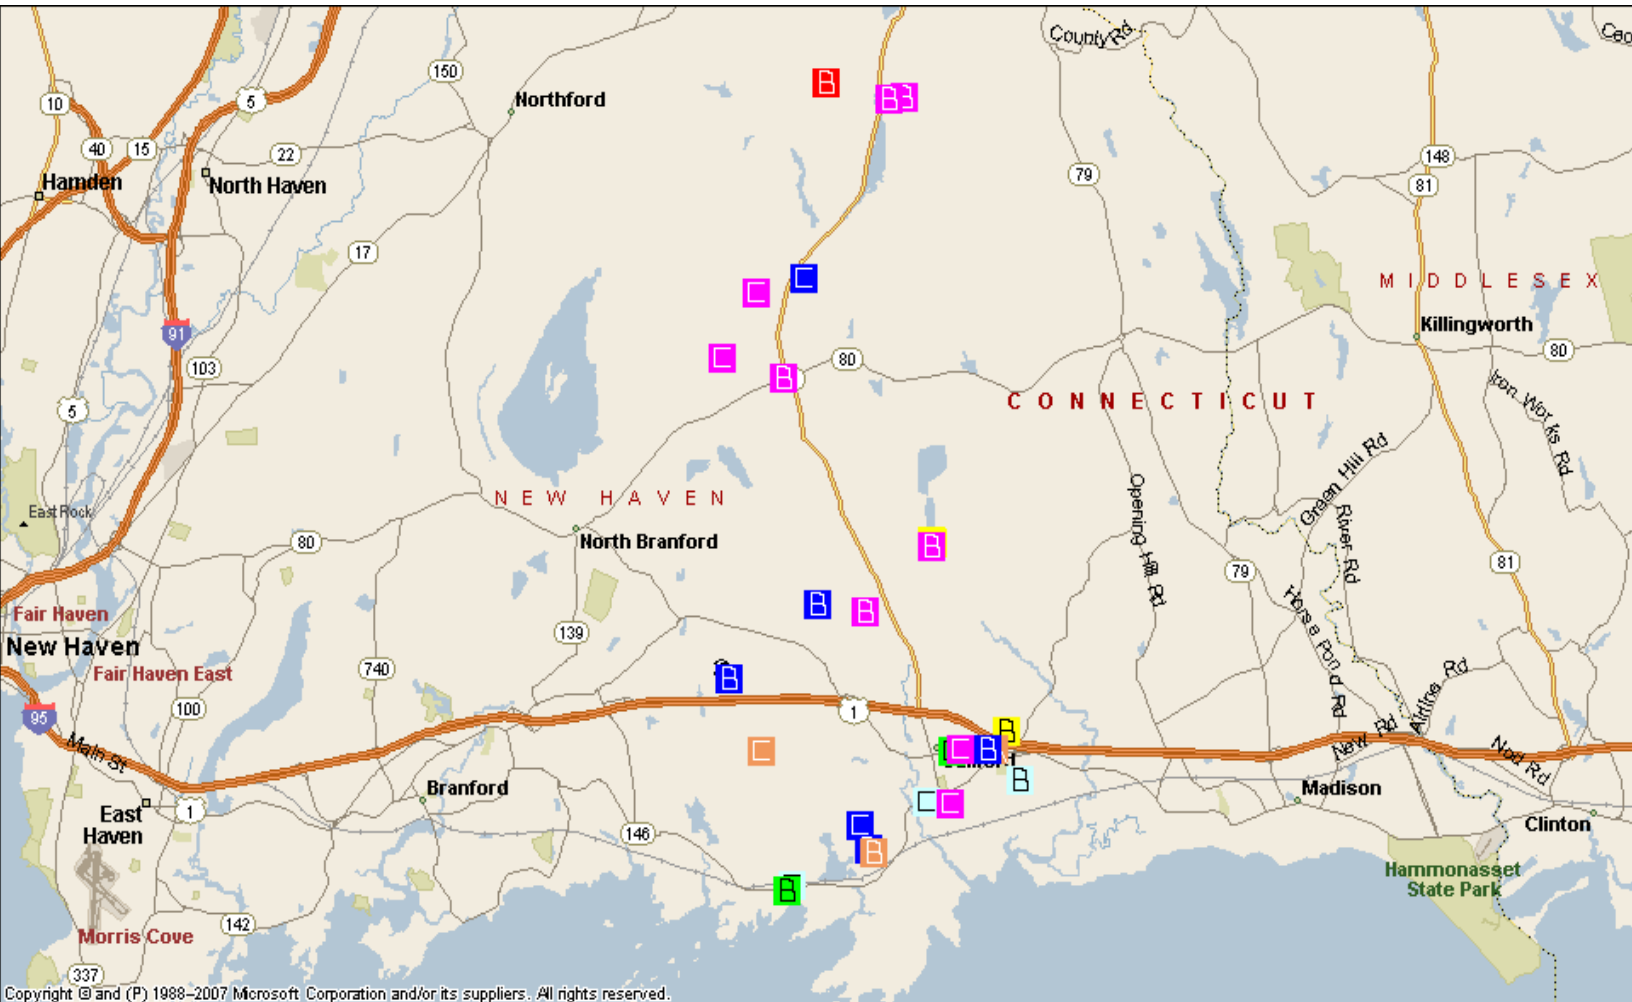 County Rd
150
B
10
5
Northford
B
B
40
15
22
148
79
Hamden
North Haven
81
17
C
C
MIDDLESEX
91
Killingworth
C
80
80
103
B
CONNECTICUT
5
Iron Works Rd
Green Hill Rd
Opening Hill Rd
NEW HAVEN
East Rock
River Rd
80
North Branford
B
81
79
Fair Haven
B
B
Horse Pond Rd
New Haven
139
740
Fair Haven East
B
Airline Rd
100
1
95
B
New Rd
Main St
C
C
B
Nod Rd
B
Branford
Madison
East
Haven
1
C
C
Clinton
146
C
B
Hammonasset
State Park
B
142
Morris Cove
337
Copyright © and (P) 1988–2007 Microsoft Corporation and/or its suppliers. All rights reserved.